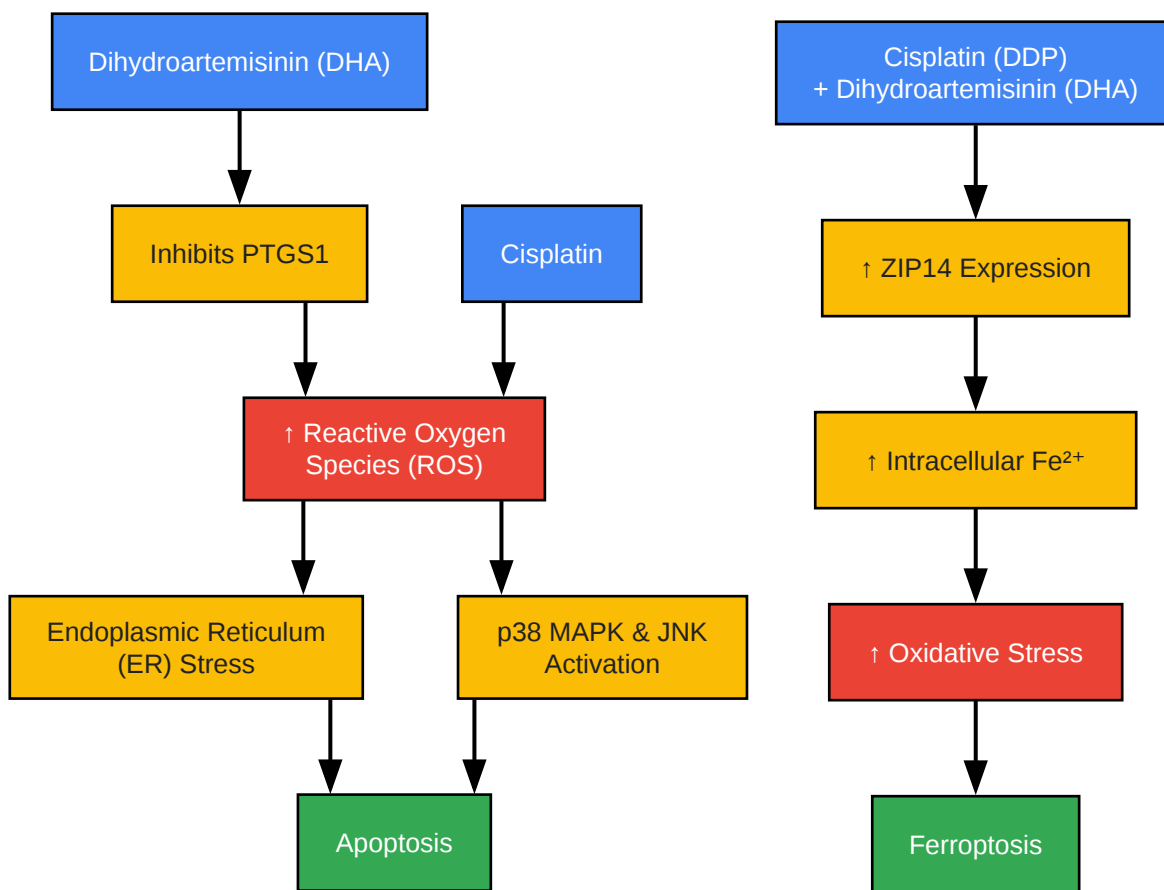 Dihydroartemisinin (DHA)
Inhibits PTGS1
Cisplatin
↑ Reactive Oxygen
Species (ROS)
Endoplasmic Reticulum
(ER) Stress
p38 MAPK & JNK
Activation
Apoptosis
Cisplatin (DDP)
+ Dihydroartemisinin (DHA)
↑ ZIP14 Expression
↑ Intracellular Fe²⁺
↑ Oxidative Stress
Ferroptosis